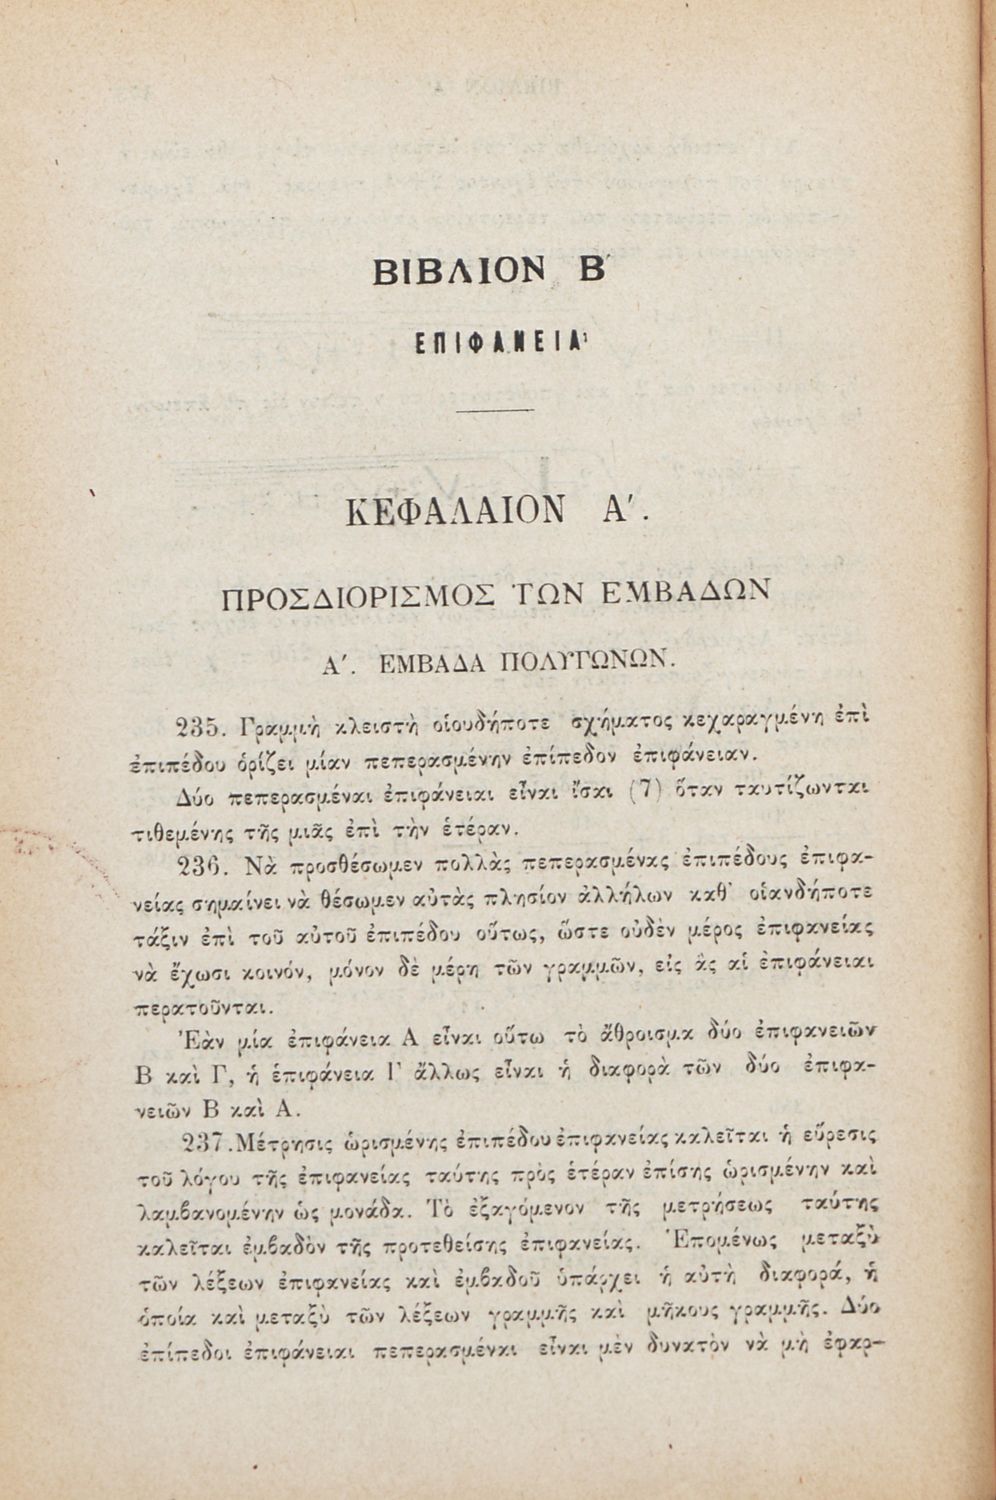 ΒΙΒΛΙΟΝ Β΄
ΕΠΙΦΑΝΕΙΑΙ
ΚΕΦΑΛΑΙΟΝ Α΄.
ΠΡΟΣΔΙΟΡΙΣΜΟΣ ΤΩΝ ΕΜΒΑΔΩΝ
Α΄. ΕΜΒΑΔΑ ΠΟΛΥΓΩΝΩΝ.
235. Γραμμὴ κλειστὴ οἱουδήποτε σχήματος κεχαραγμένη ἐπὶ
ἐπιπέδου ὁρίζει μίαν πεπερασμένην ἐπίπεδον ἐπιφάνειαν.
Δύο πεπερασμέναι ἐπιφάνειαι εἶναι ἴσαι (7) ὅταν ταυτίζωνται
τιθεμένης τῆς μιᾶς ἐπὶ τὴν ἑτέραν.
236. Νὰ προσθέσωμεν πολλὰς πεπερασμένας ἐπιπέδους ἐπιφα-
νείας σημαίνει νὰ θέσωμεν αὐτὰς πλησίον ἀλλήλων καθ᾿ οἱανδήποτε
τάξιν ἐπὶ τοῦ αὐτοῦ ἐπιπέδου οὕτως, ὥστε οὐδὲν μέρος ἐπιφανείας
νὰ ἔχωσι κοινόν, μόνον δὲ μέρη τῶν γραμμῶν, εἰς ἃς αἱ ἐπιφάνειαι
περατοῦνται.
Ἐὰν μία ἐπιφάνεια Α εἶναι οὕτω τὸ ἄθροισμα δύο ἐπιφανειῶν
Β καὶ Γ, ἡ ἐπιφάνεια Γ ἄλλως εἶναι ἡ διαφορὰ τῶν δύο ἐπιφα-
νειῶν Β καὶ Α.
237. Μέτρησις ὡρισμένης ἐπιπέδου ἐπιφανείας καλεῖται ἡ εὕρεσις
τοῦ λόγου τῆς ἐπιφανείας ταύτης πρὸς ἑτέραν ἐπίσης ὡρισμένην καὶ
λαμβανομένην ὡς μονάδα. Τὸ ἐξαγόμενον τῆς μετρήσεως ταύτης
καλεῖται ἐμβαδὸν τῆς προτεθείσης ἐπιφανείας. Ἑπομένως μεταξὺ
τῶν λέξεων ἐπιφανείας καὶ ἐμβαδοῦ ὑπάρχει ἡ αὐτὴ διαφορά, ἡ
ὁποία καὶ μεταξὺ τῶν λέξεων γραμμῆς καὶ μήκους γραμμῆς. Δύο
ἐπίπεδοι ἐπιφάνειαι πεπερασμέναι εἶναι μὲν δυνατὸν νὰ μὴ ἐφαρ-